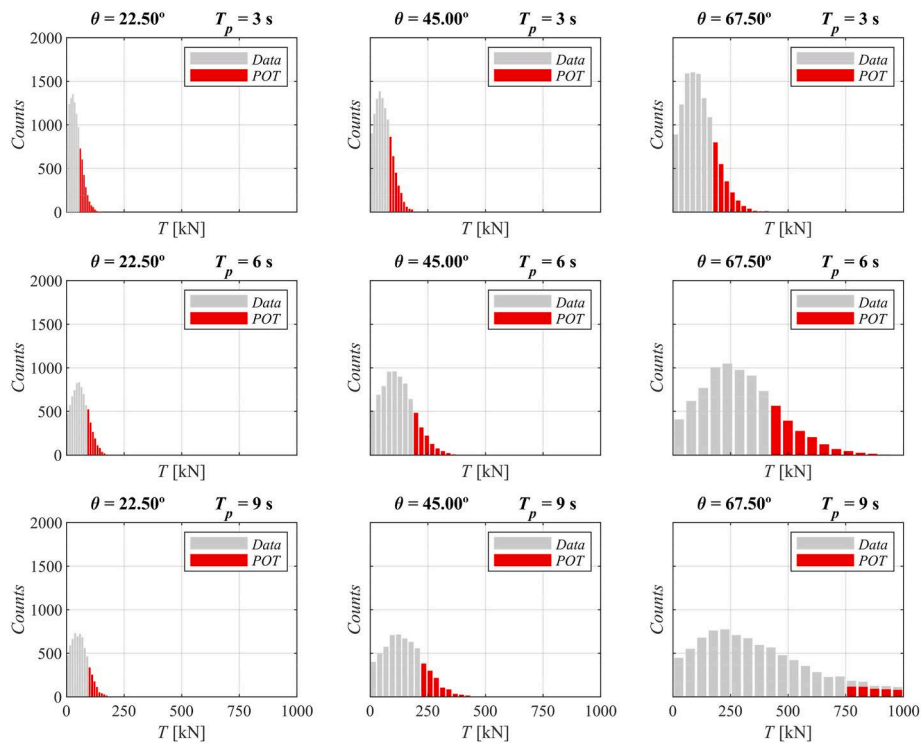 θ = 22.50º T_p = 3 s θ = 45.00º T_p = 3 s θ = 67.50º T_p = 3 s
2000
Data Data Data
1500
POT POT POT
Counts Counts Counts
1000
500
0
T [kN] T [kN] T [kN]
θ = 22.50º T_p = 6 s θ = 45.00º T_p = 6 s θ = 67.50º T_p = 6 s
2000
Data Data Data
1500
POT POT POT
Counts Counts Counts
1000
500
0
T [kN] T [kN] T [kN]
θ = 22.50º T_p = 9 s θ = 45.00º T_p = 9 s θ = 67.50º T_p = 9 s
2000
Data Data Data
1500
POT POT POT
Counts Counts Counts
1000
500
0
0 250 500 750 1000 0 250 500 750 1000 0 250 500 750 1000
T [kN] T [kN] T [kN]